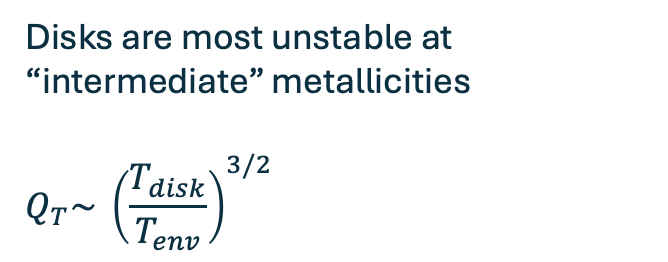 Disks are most unstable at
“intermediate” metallicities
Q_T~ (T_disk/T_env)^3/2